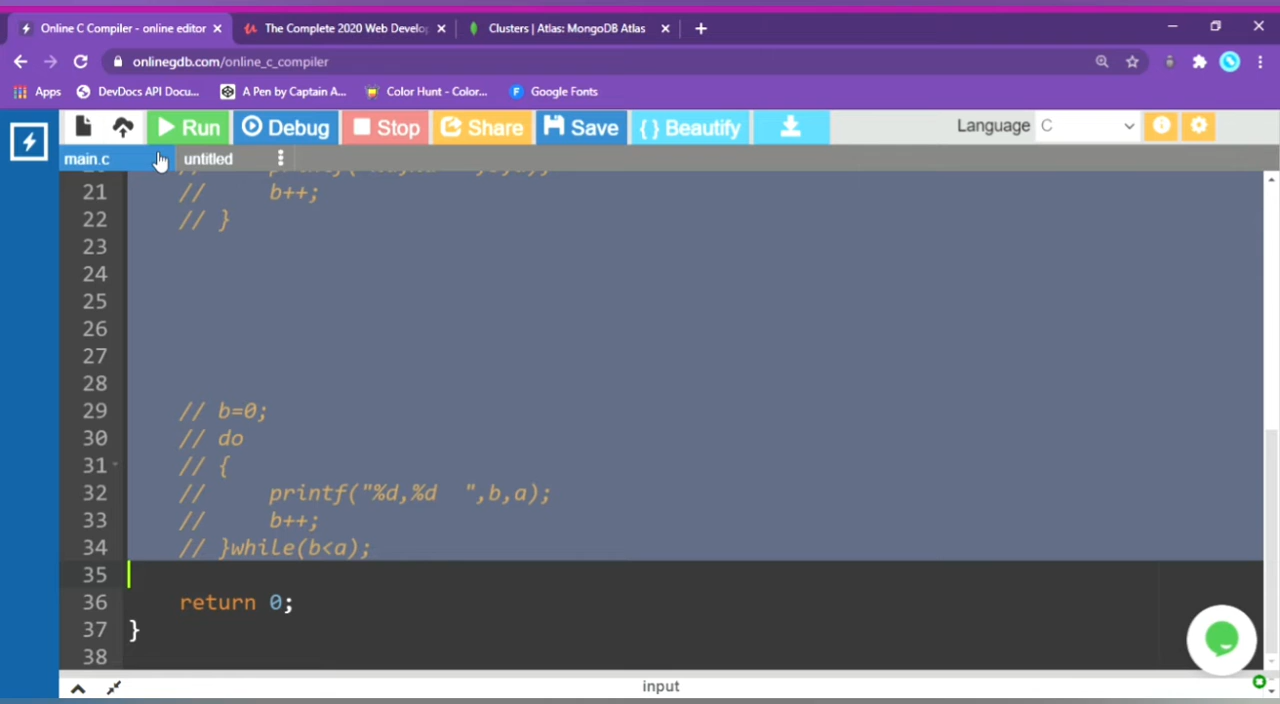 Online C Compiler - online editor
The Complete 2020 Web Develo
Clusters | Atlas: MongoDB Atlas
onlinegdb.com/online_c_compiler
Apps DevDocs API Docu... A Pen by Captain A... Color Hunt - Color... Google Fonts
Run Debug Stop Share Save { } Beautify Language C
main.c untitled
21 // b++;
22 // }
23
24
25
26
27
28
29 // b=0;
30 // do
31 // {
32 // printf("%d,%d ",b,a);
33 // b++;
34 // }while(b<a);
35
36 return 0;
37 }
38
input